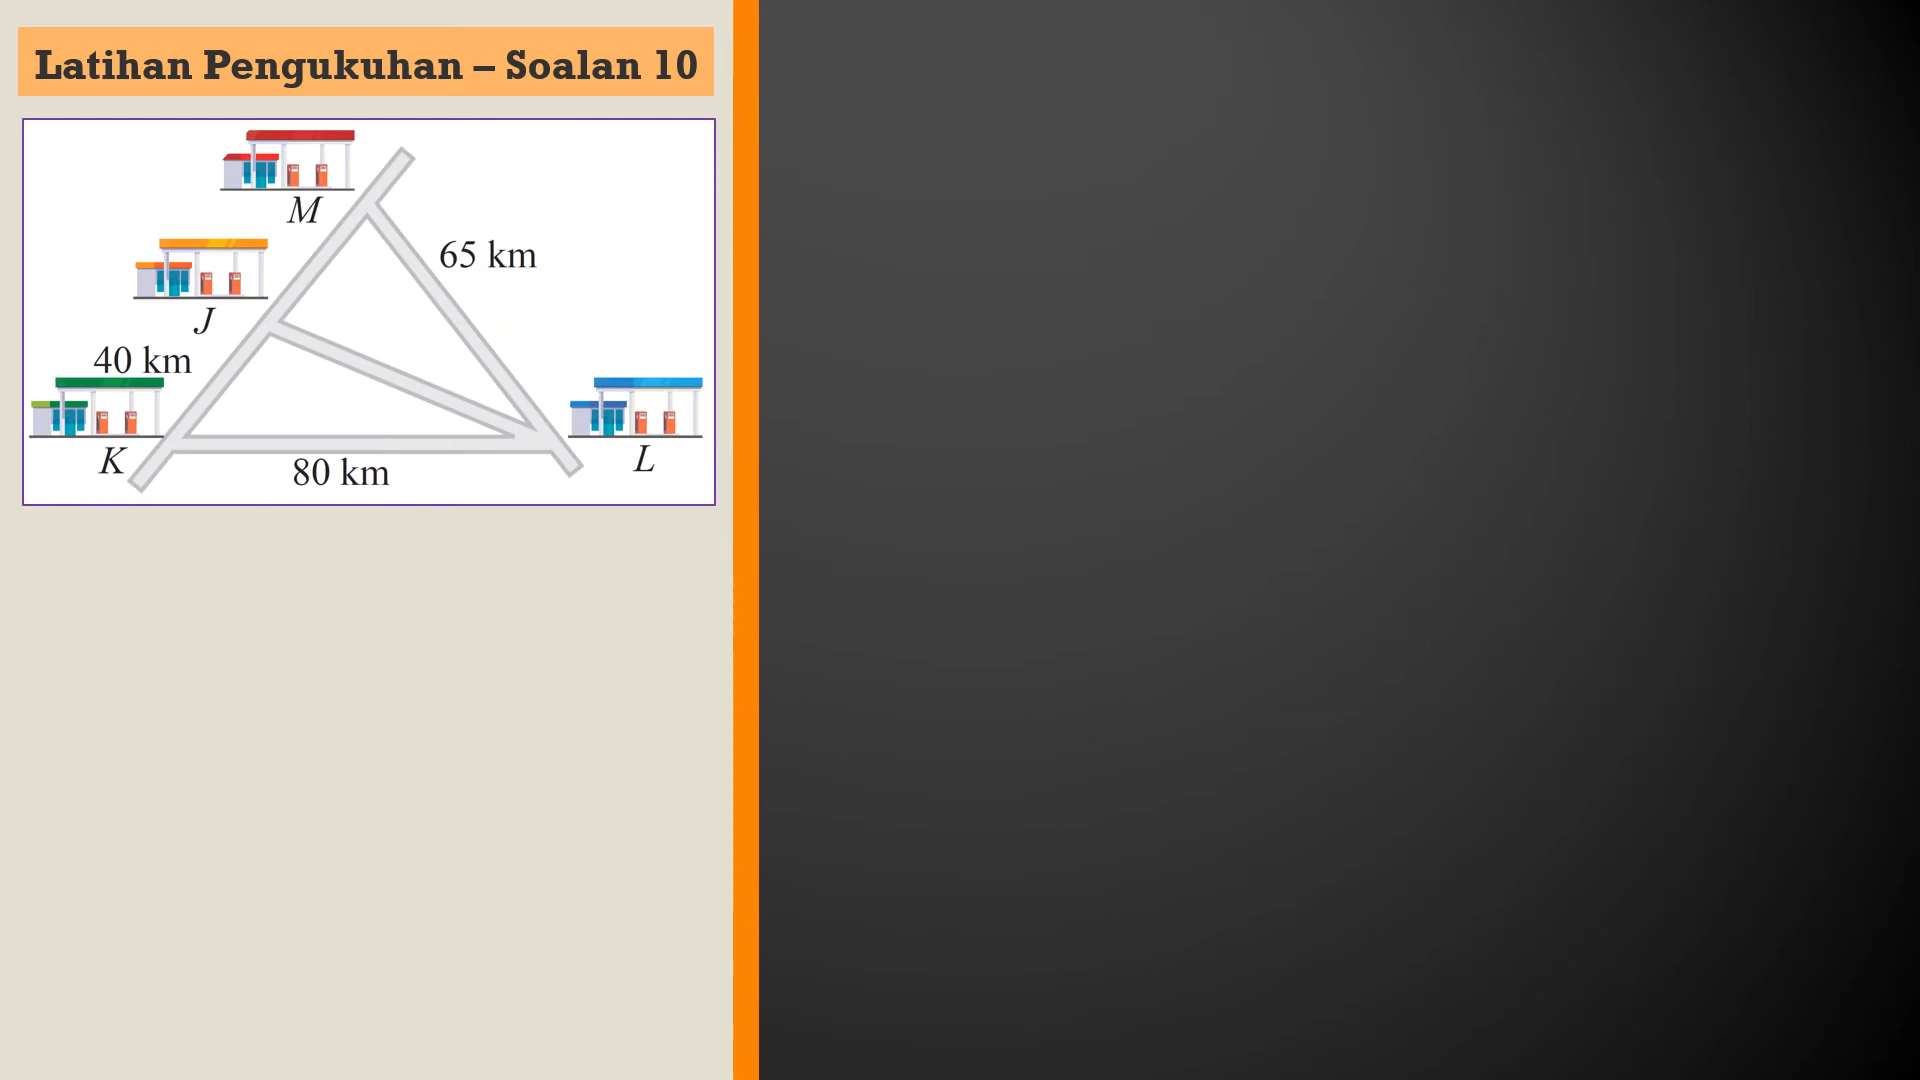 Latihan Pengukuhan – Soalan 10
M
65 km
J
40 km
K
L
80 km